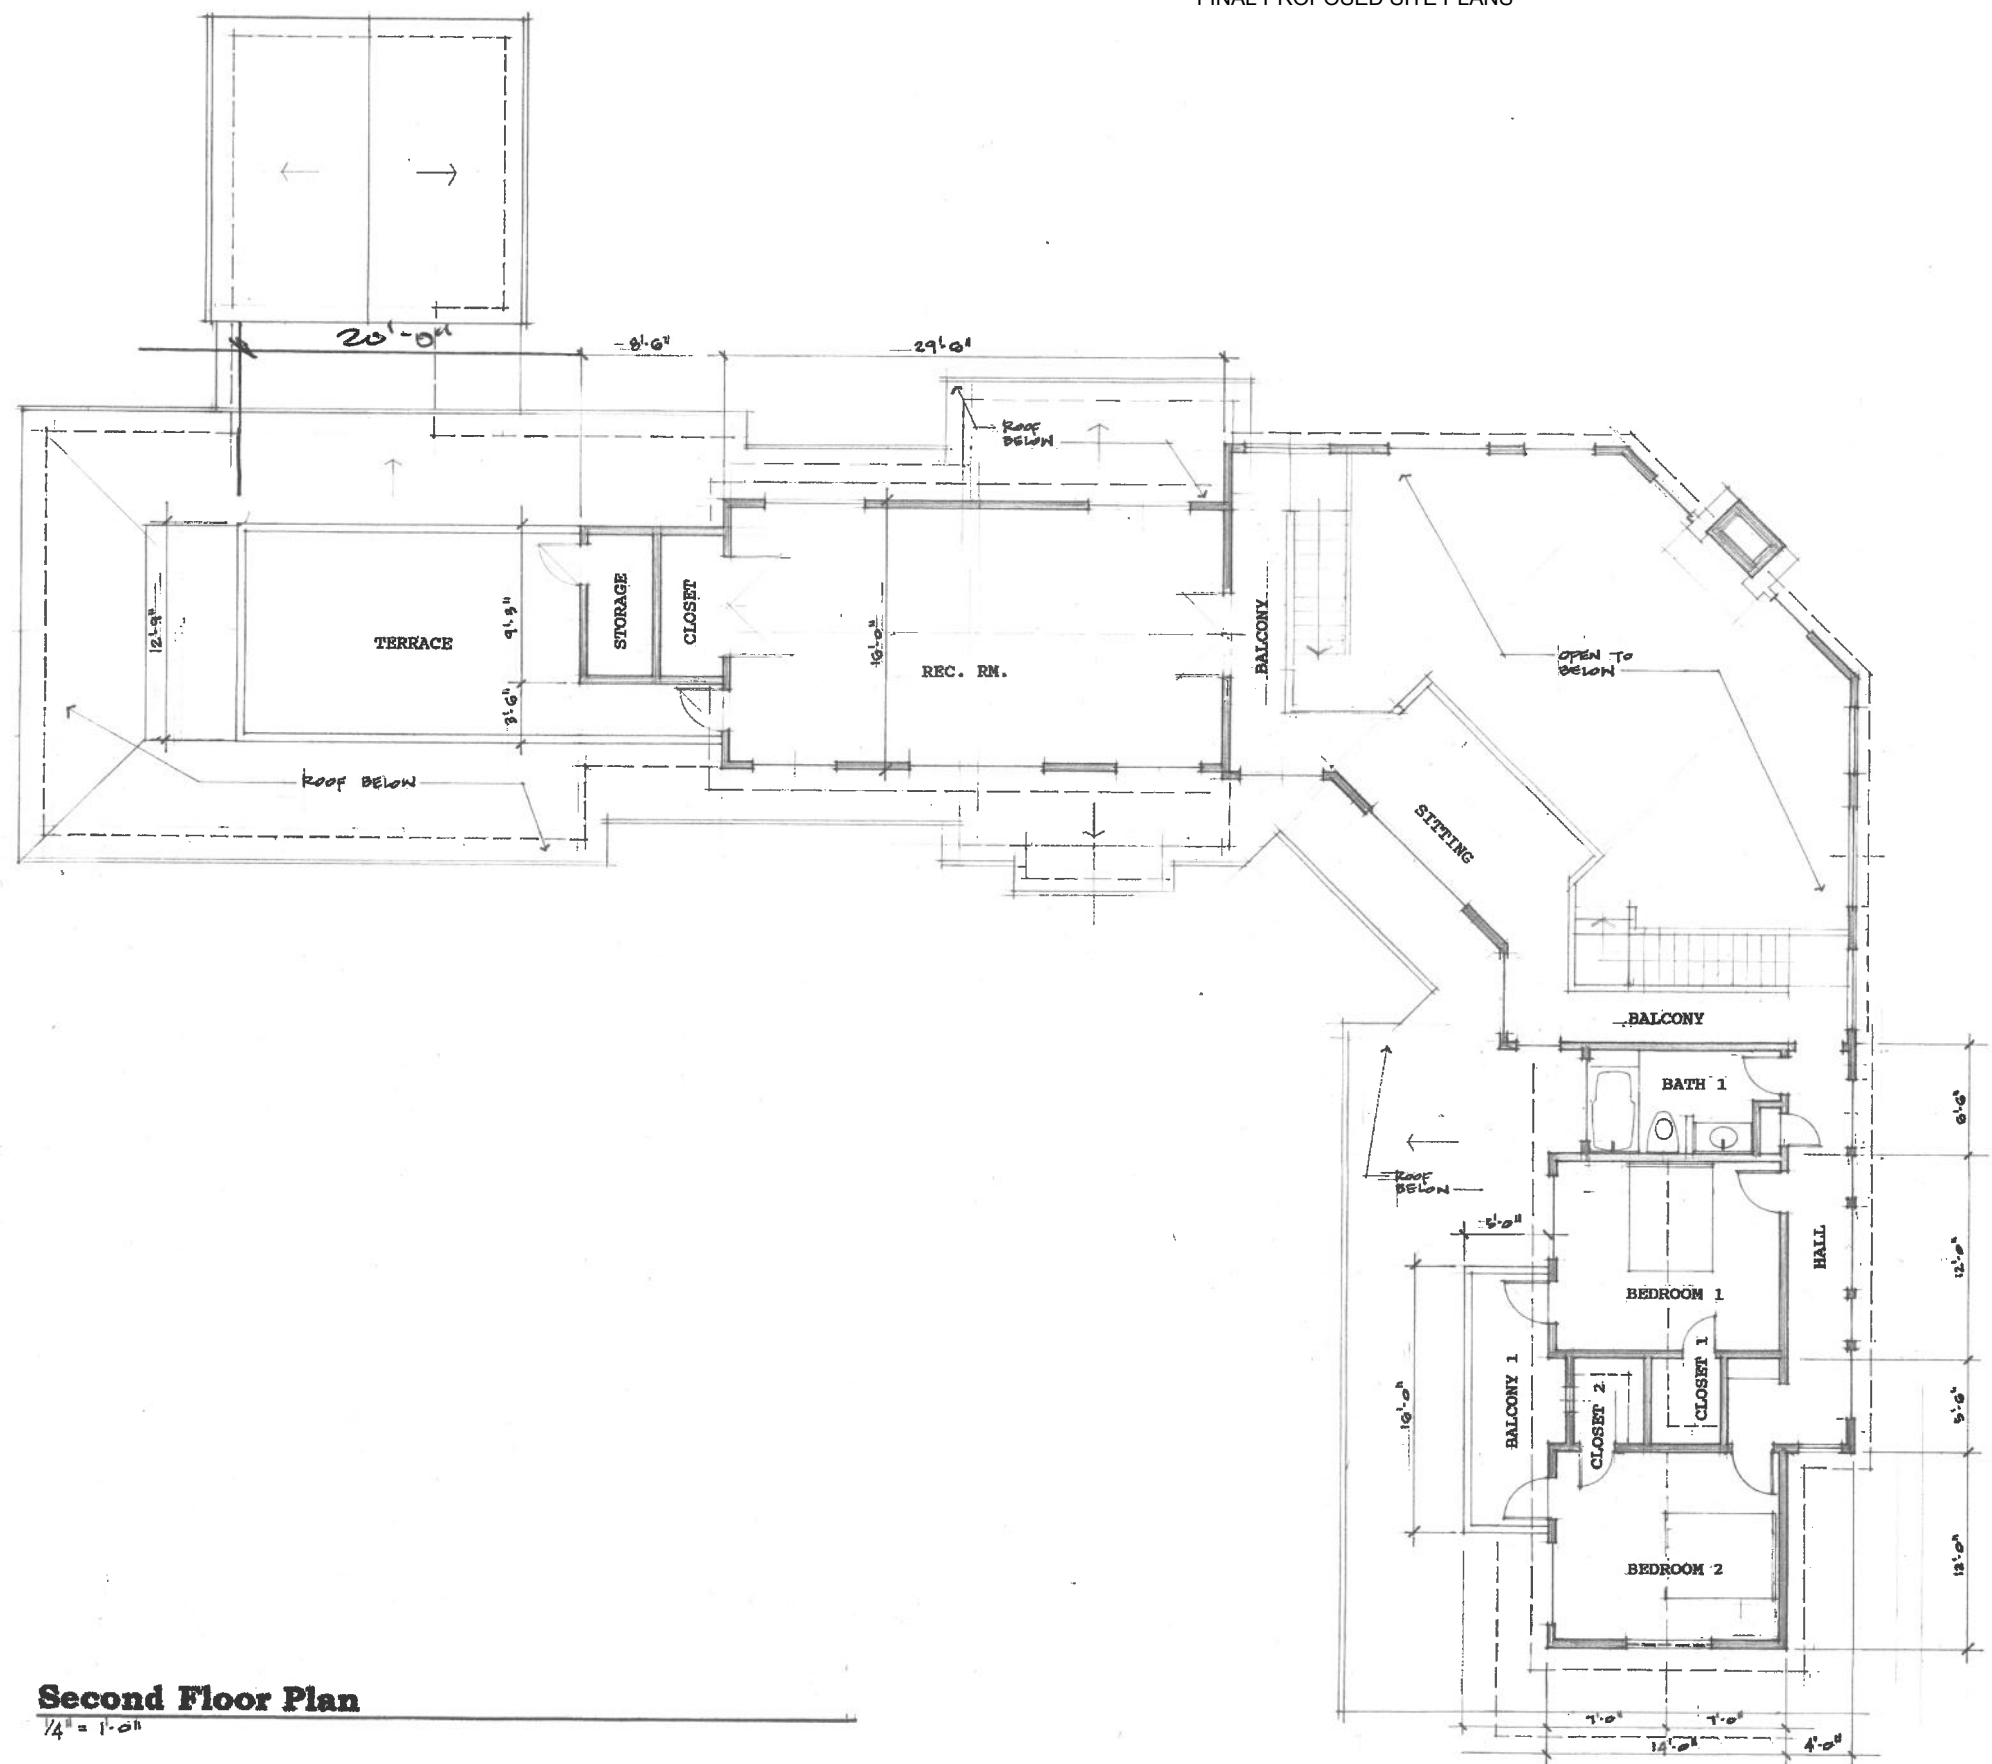 FINAL PROPOSED SITE PLANS
20'-0"
8'-6"
29'-6"
ROOF
BELOW
12'-9"
TERRACE
9'-3"
3'-6"
STORAGE
CLOSET
16'-0"
REC. RM.
BALCONY
OPEN TO
BELOW
ROOF BELOW
SITTING
BALCONY
BATH 1
6'-6"
ROOF
BELOW
5'-0"
HALL
12'-0"
BEDROOM 1
16'-0"
BALCONY 1
CLOSET 2
CLOSET 1
5'-6"
BEDROOM 2
12'-0"
Second Floor Plan
1/4" = 1'-0"
7'-0"
7'-0"
14'-0"
4'-0"